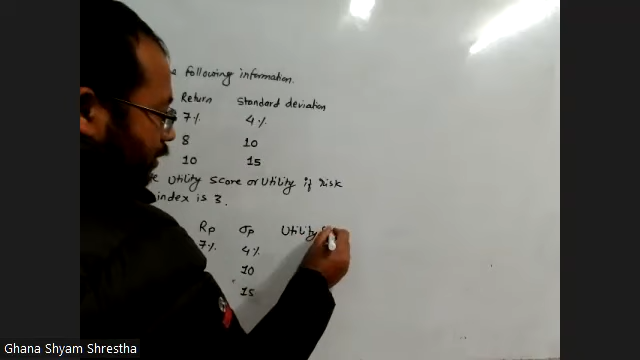 following information.
Return Standard deviation
7% 4%
8 10
10 15
Utility Score or Utility if risk
index is 3.
Rp σp Utility
7% 4%
10
15
Ghana Shyam Shrestha